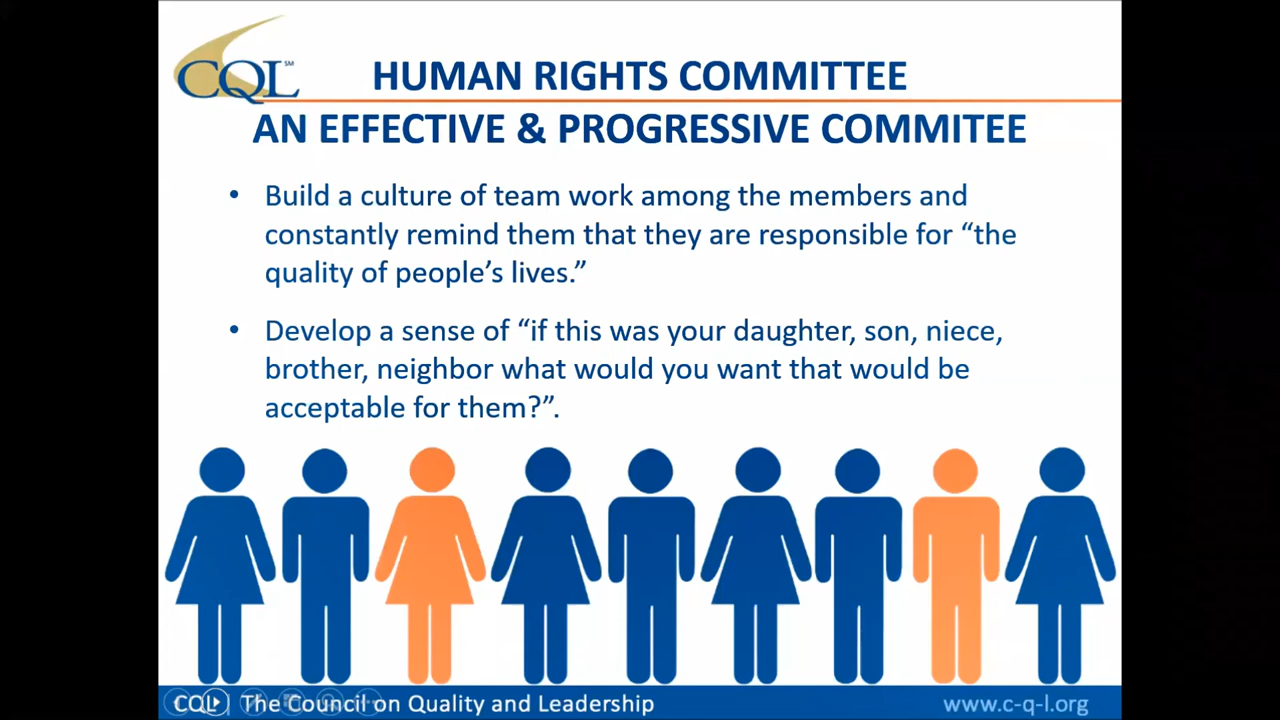 CQL SM
HUMAN RIGHTS COMMITTEE
AN EFFECTIVE & PROGRESSIVE COMMITEE
• Build a culture of team work among the members and
constantly remind them that they are responsible for “the
quality of people’s lives.”
• Develop a sense of “if this was your daughter, son, niece,
brother, neighbor what would you want that would be
acceptable for them?”.
CQL | The Council on Quality and Leadership
www.c-q-l.org